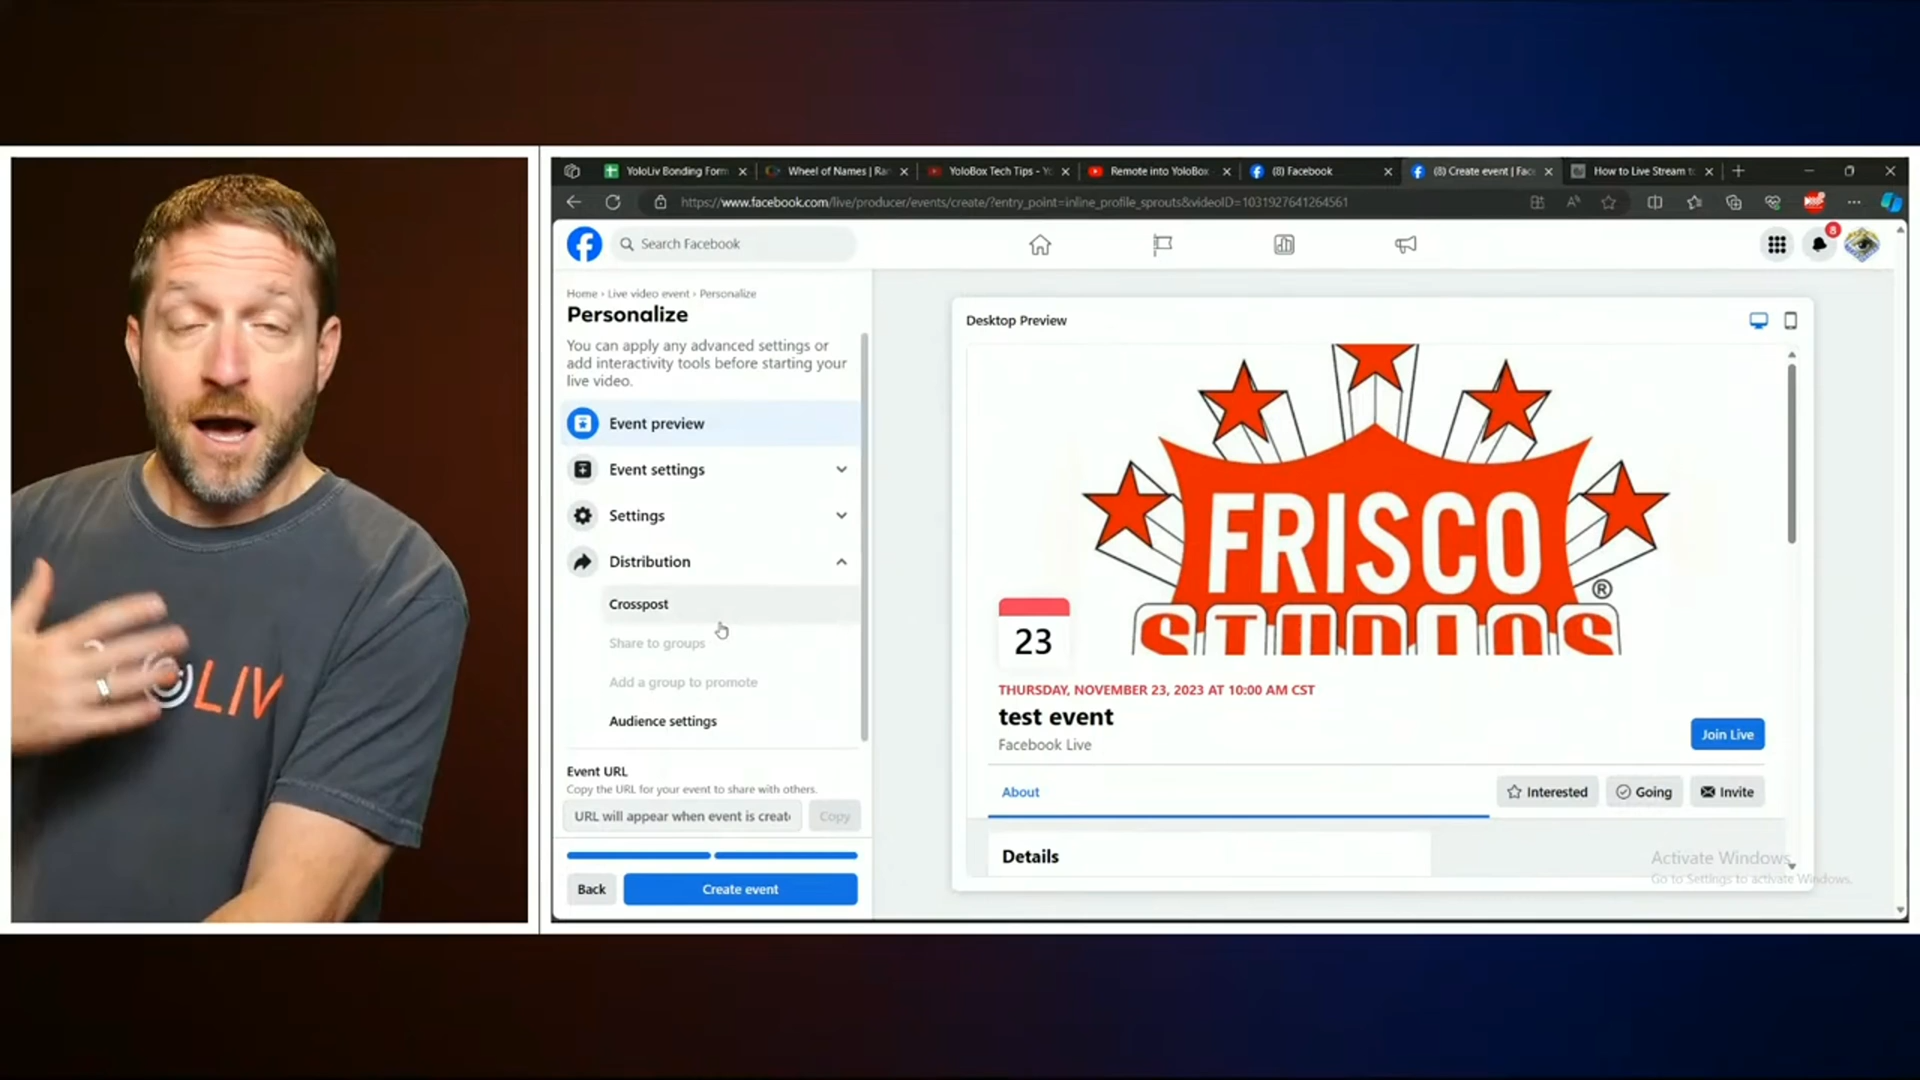 YoloLiv Bonding Form
Wheel of Names | Ra
YoloBox Tech Tips - Y
Remote into YoloBox
(8) Facebook
(8) Create event | Fac
How to Live Stream t
https://www.facebook.com/live/producer/events/create/?entry_point=inline_profile_sprouts&videoID=1031927641264561
Search Facebook
8
Home › Live video event › Personalize
Personalize
You can apply any advanced settings or
add interactivity tools before starting your
live video.
Event preview
Event settings
Settings
Distribution
Crosspost
Share to groups
Add a group to promote
Audience settings
Event URL
Copy the URL for your event to share with others.
URL will appear when event is creat
Copy
Back
Create event
Desktop Preview
FRISCO
®
STUDIOS
23
THURSDAY, NOVEMBER 23, 2023 AT 10:00 AM CST
test event
Facebook Live
Join Live
About
Interested
Going
Invite
Details
Activate Windows
Go to Settings to activate Windows.
LIV